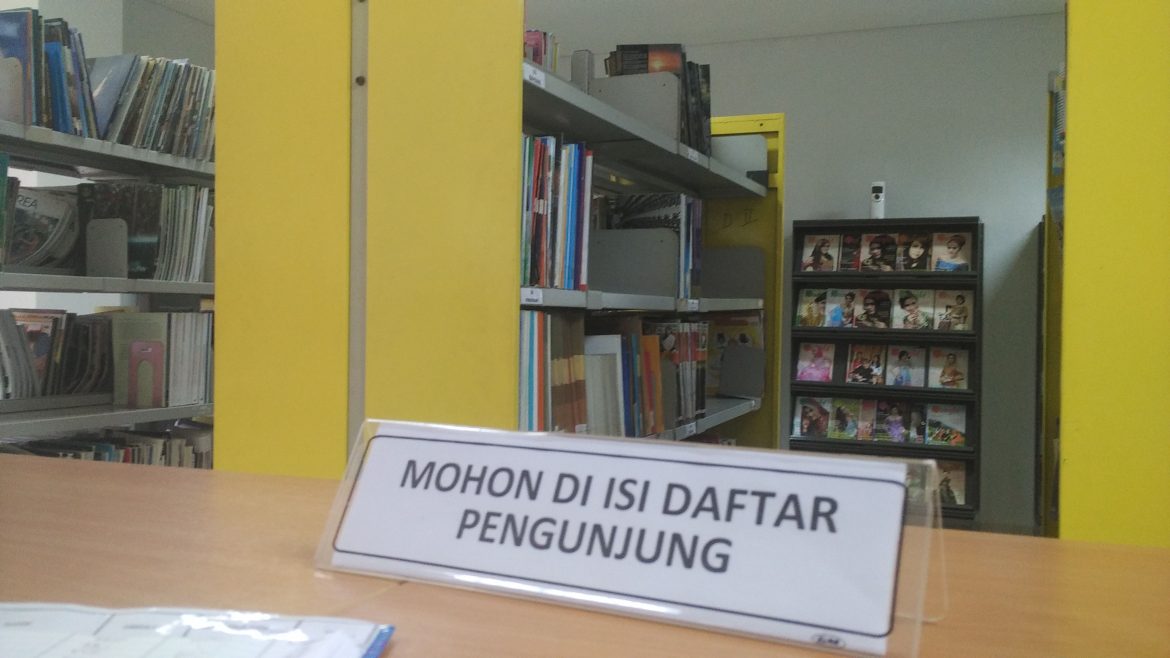 MOHON DI ISI DAFTAR
PENGUNJUNG